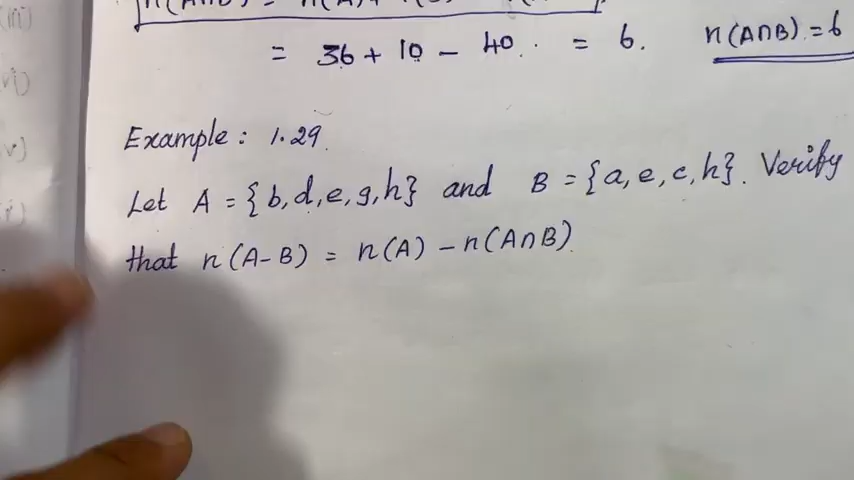 = 36 + 10 - 40. = 6. n(A∩B) = 6
Example: 1.29.
Let A = {b, d, e, g, h} and B = {a, e, c, h}. Verify
that n(A-B) = n(A) - n(A∩B).